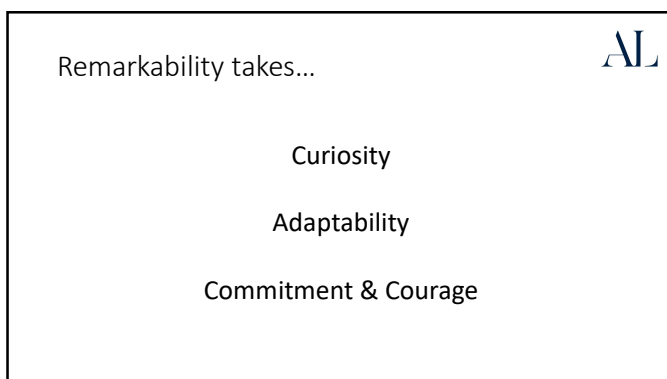 Remarkability takes…
AL
Curiosity
Adaptability
Commitment & Courage